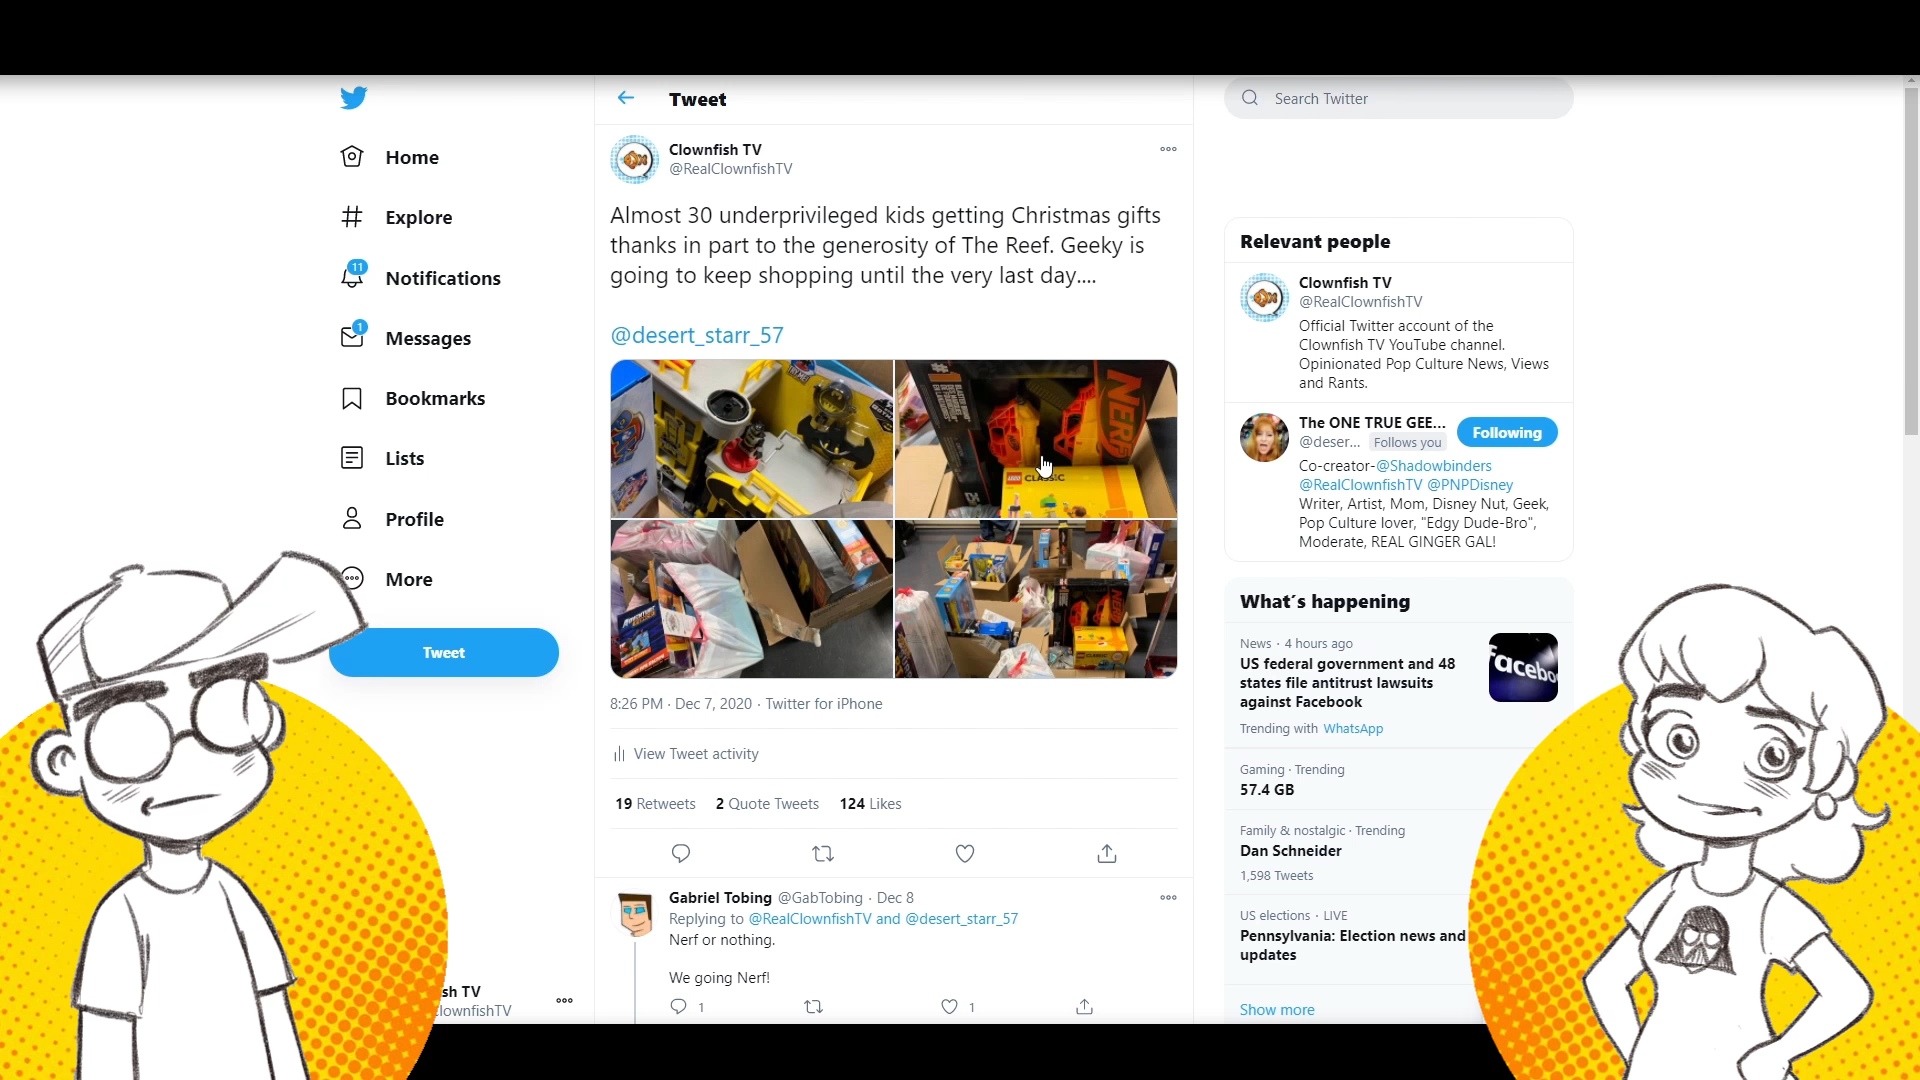 Home
Explore
11
Notifications
1
Messages
Bookmarks
Lists
Profile
More
Tweet
sh TV
lownfishTV
Tweet
Clownfish TV
@RealClownfishTV
Almost 30 underprivileged kids getting Christmas gifts
thanks in part to the generosity of The Reef. Geeky is
going to keep shopping until the very last day....
@desert_starr_57
NERF
LEGO CLASSIC
NERF
8:26 PM · Dec 7, 2020 · Twitter for iPhone
View Tweet activity
19 Retweets 2 Quote Tweets 124 Likes
Gabriel Tobing @GabTobing · Dec 8
Replying to @RealClownfishTV and @desert_starr_57
Nerf or nothing.
We going Nerf!
1 1
Search Twitter
Relevant people
Clownfish TV
@RealClownfishTV
Official Twitter account of the
Clownfish TV YouTube channel.
Opinionated Pop Culture News, Views
and Rants.
The ONE TRUE GEE...
@deser... Follows you
Following
Co-creator-@Shadowbinders
@RealClownfishTV @PNPDisney
Writer, Artist, Mom, Disney Nut, Geek,
Pop Culture lover, "Edgy Dude-Bro",
Moderate, REAL GINGER GAL!
What's happening
News · 4 hours ago
US federal government and 48
states file antitrust lawsuits
against Facebook
facebo
Trending with WhatsApp
Gaming · Trending
57.4 GB
Family & nostalgic · Trending
Dan Schneider
1,598 Tweets
US elections · LIVE
Pennsylvania: Election news and
updates
Show more